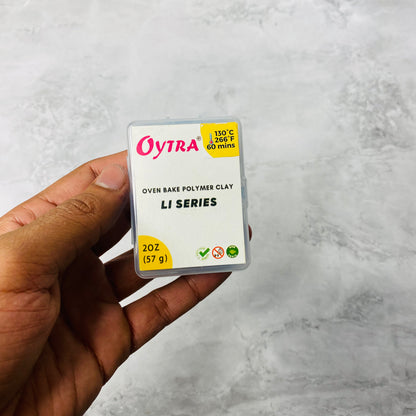 OYTRA®
130°C
266°F
60 mins
OVEN BAKE POLYMER CLAY
LI SERIES
2OZ
(57 g)